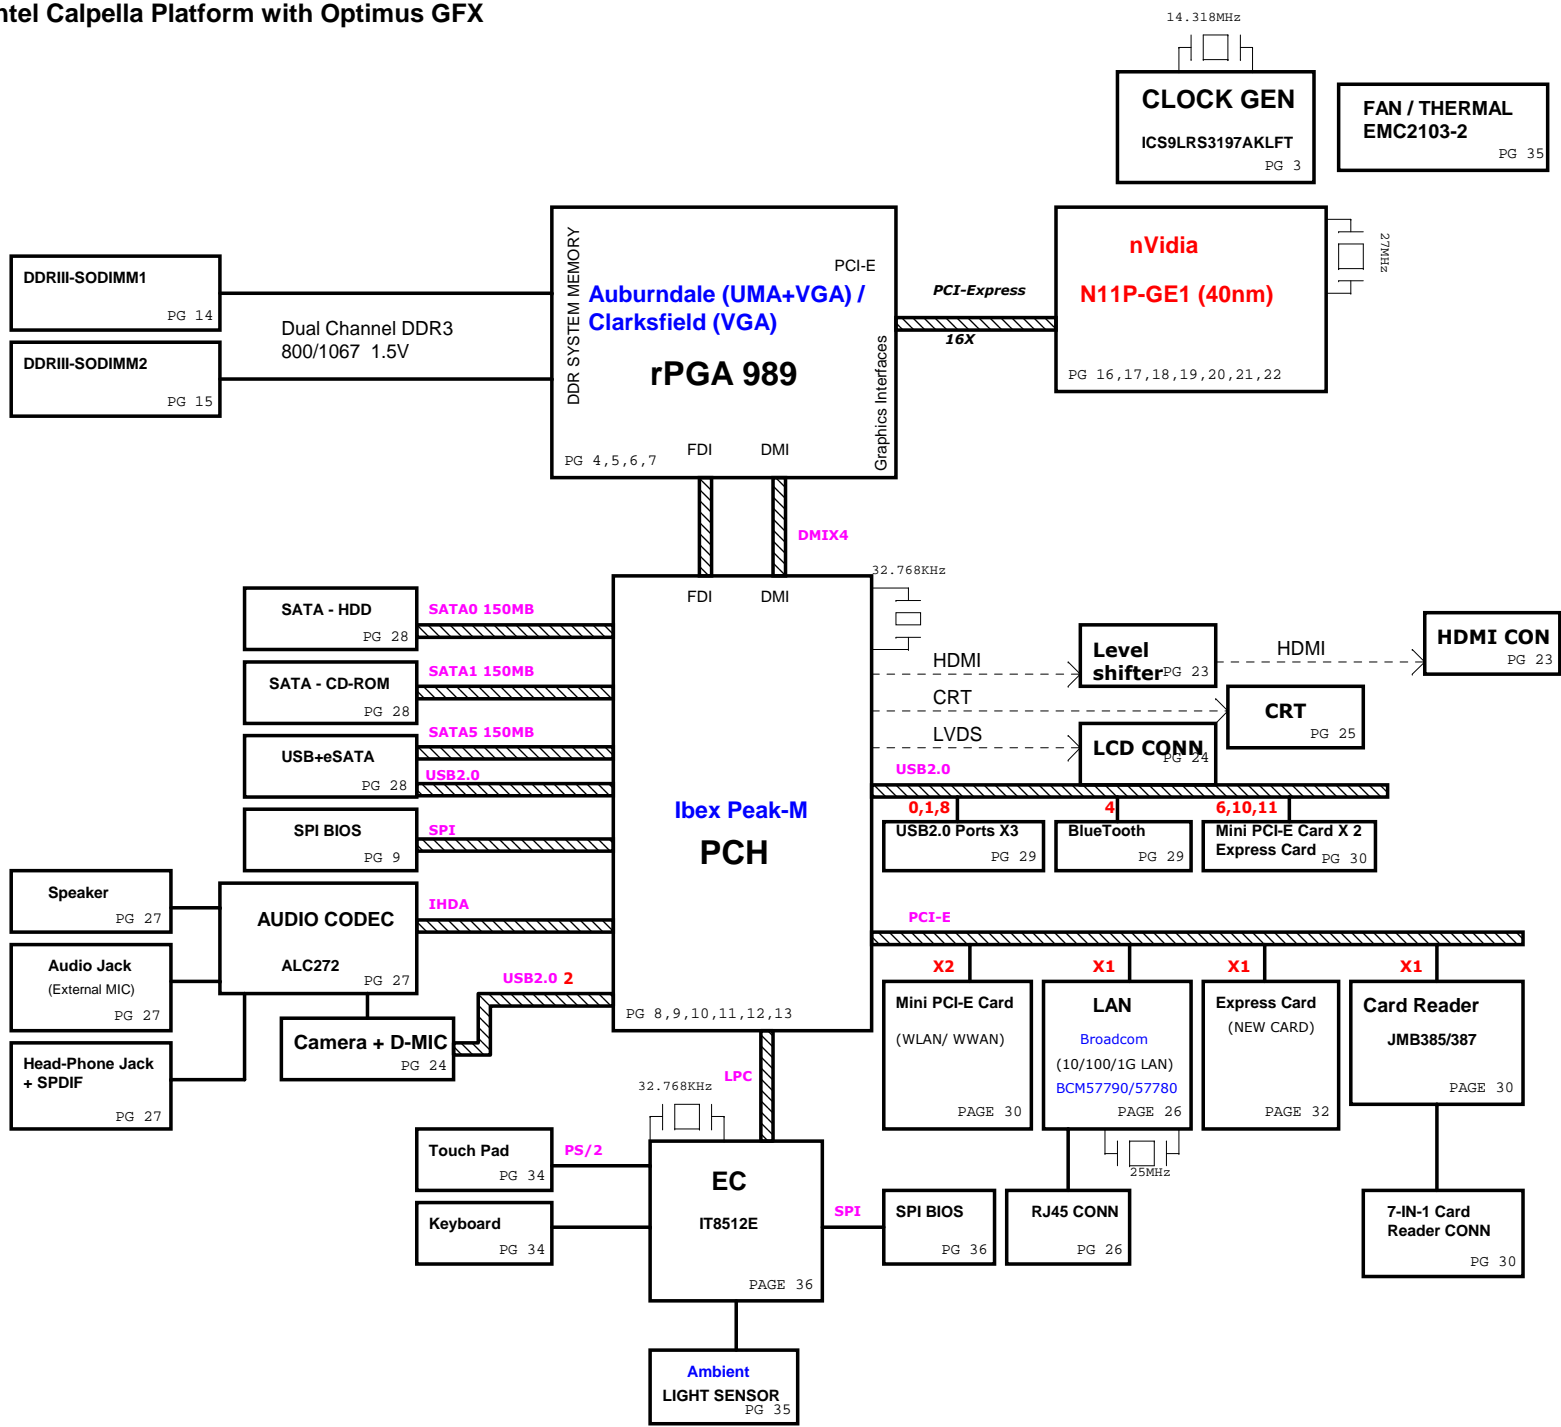 ntel Calpella Platform with Optimus GFX
14.318MHz
CLOCK GEN
ICS9LRS3197AKLFT
PG 3
FAN / THERMAL
EMC2103-2
PG 35
DDRIII-SODIMM1
PG 14
DDRIII-SODIMM2
PG 15
Dual Channel DDR3
800/1067 1.5V
DDR SYSTEM MEMORY
PCI-E
Auburndale (UMA+VGA) /
Clarksfield (VGA)
rPGA 989
Graphics Interfaces
FDI
DMI
PG 4,5,6,7
PCI-Express
16X
nVidia
N11P-GE1 (40nm)
PG 16,17,18,19,20,21,22
27MHz
DMIX4
32.768KHz
FDI
DMI
Ibex Peak-M
PCH
PG 8,9,10,11,12,13
SATA - HDD
PG 28
SATA0 150MB
SATA - CD-ROM
PG 28
SATA1 150MB
USB+eSATA
PG 28
SATA5 150MB
USB2.0
SPI BIOS
PG 9
SPI
Speaker
PG 27
Audio Jack
(External MIC)
PG 27
Head-Phone Jack
+ SPDIF
PG 27
AUDIO CODEC
ALC272
PG 27
IHDA
USB2.0 2
Camera + D-MIC
PG 24
HDMI
Level
shifter
PG 23
HDMI
HDMI CON
PG 23
CRT
CRT
PG 25
LVDS
LCD CONN
PG 24
USB2.0
0,1,8
4
6,10,11
USB2.0 Ports X3
PG 29
BlueTooth
PG 29
Mini PCI-E Card X 2
Express Card
PG 30
PCI-E
X2
X1
X1
X1
Mini PCI-E Card
(WLAN/ WWAN)
PAGE 30
LAN
Broadcom
(10/100/1G LAN)
BCM57790/57780
PAGE 26
Express Card
(NEW CARD)
PAGE 32
Card Reader
JMB385/387
PAGE 30
25MHz
RJ45 CONN
PG 26
7-IN-1 Card
Reader CONN
PG 30
LPC
32.768KHz
Touch Pad
PG 34
PS/2
Keyboard
PG 34
EC
IT8512E
PAGE 36
SPI
SPI BIOS
PG 36
Ambient
LIGHT SENSOR
PG 35